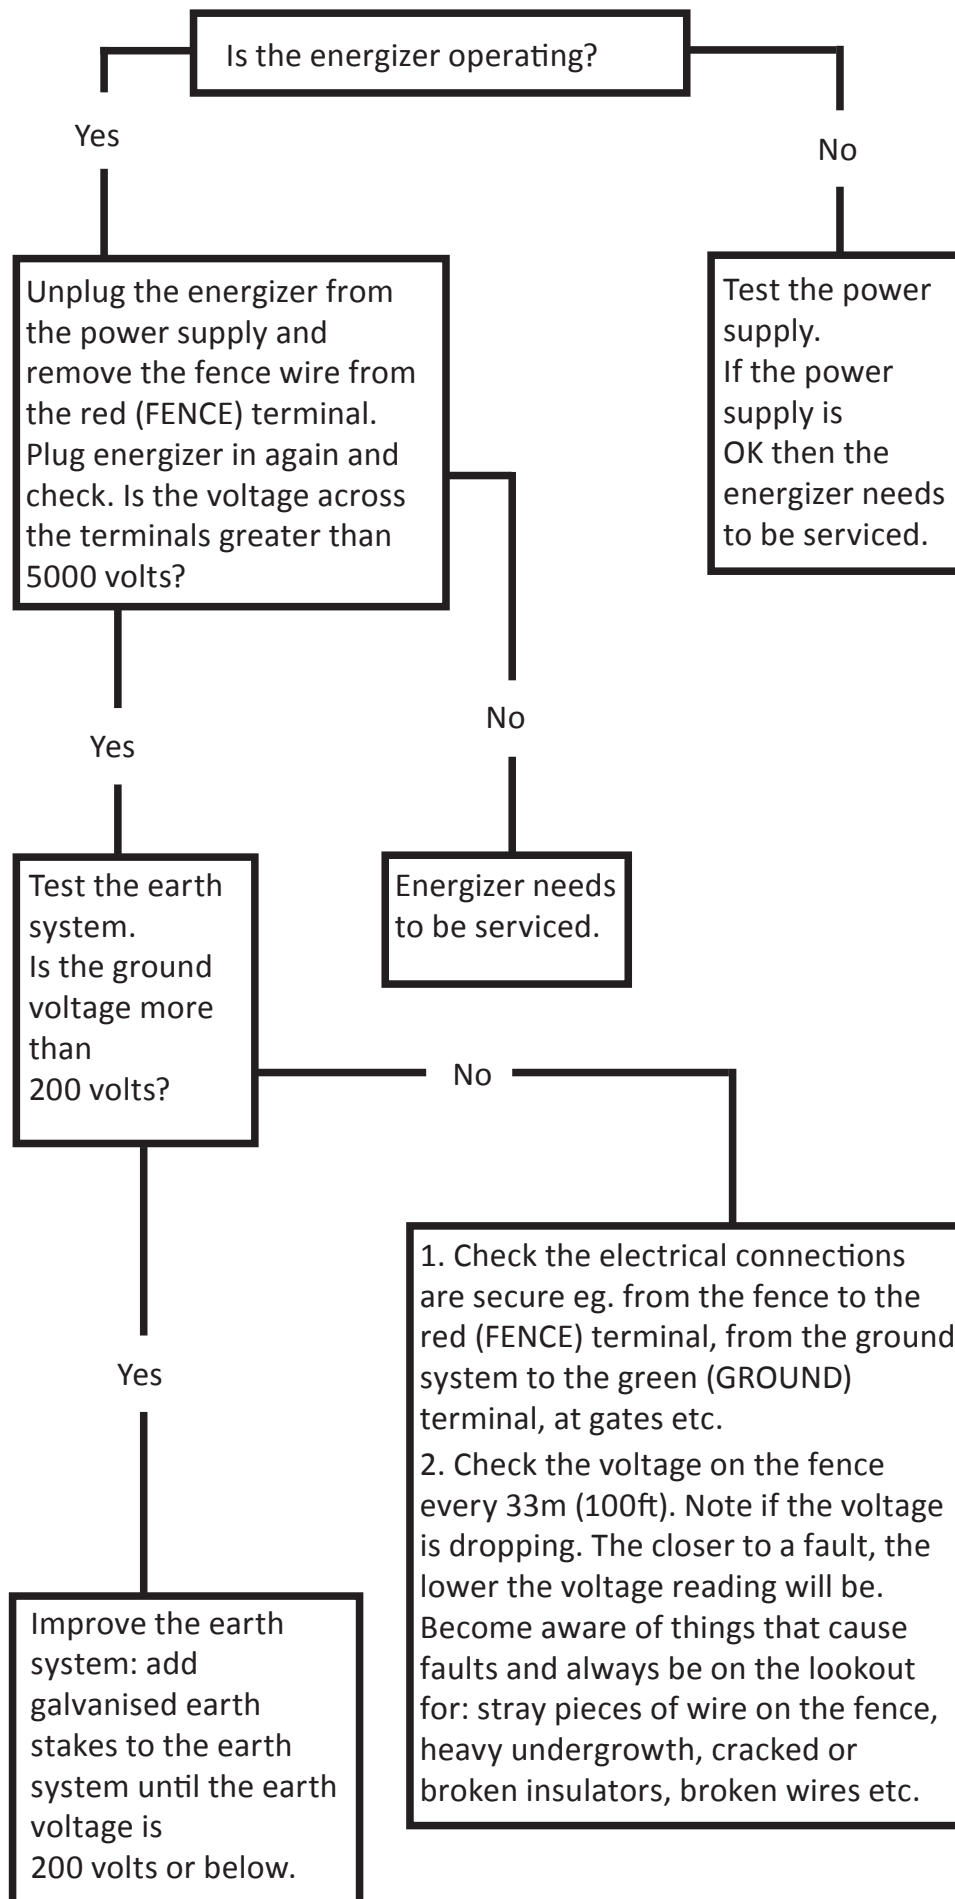 Is the energizer operating?
Yes
No
Unplug the energizer from
the power supply and
remove the fence wire from
the red (FENCE) terminal.
Plug energizer in again and
check. Is the voltage across
the terminals greater than
5000 volts?
Test the power
supply.
If the power
supply is
OK then the
energizer needs
to be serviced.
Yes
No
Test the earth
system.
Is the ground
voltage more
than
200 volts?
Energizer needs
to be serviced.
No
Yes
1. Check the electrical connections
are secure eg. from the fence to the
red (FENCE) terminal, from the ground
system to the green (GROUND)
terminal, at gates etc.
2. Check the voltage on the fence
every 33m (100ft). Note if the voltage
is dropping. The closer to a fault, the
lower the voltage reading will be.
Become aware of things that cause
faults and always be on the lookout
for: stray pieces of wire on the fence,
heavy undergrowth, cracked or
broken insulators, broken wires etc.
Improve the earth
system: add
galvanised earth
stakes to the earth
system until the earth
voltage is
200 volts or below.